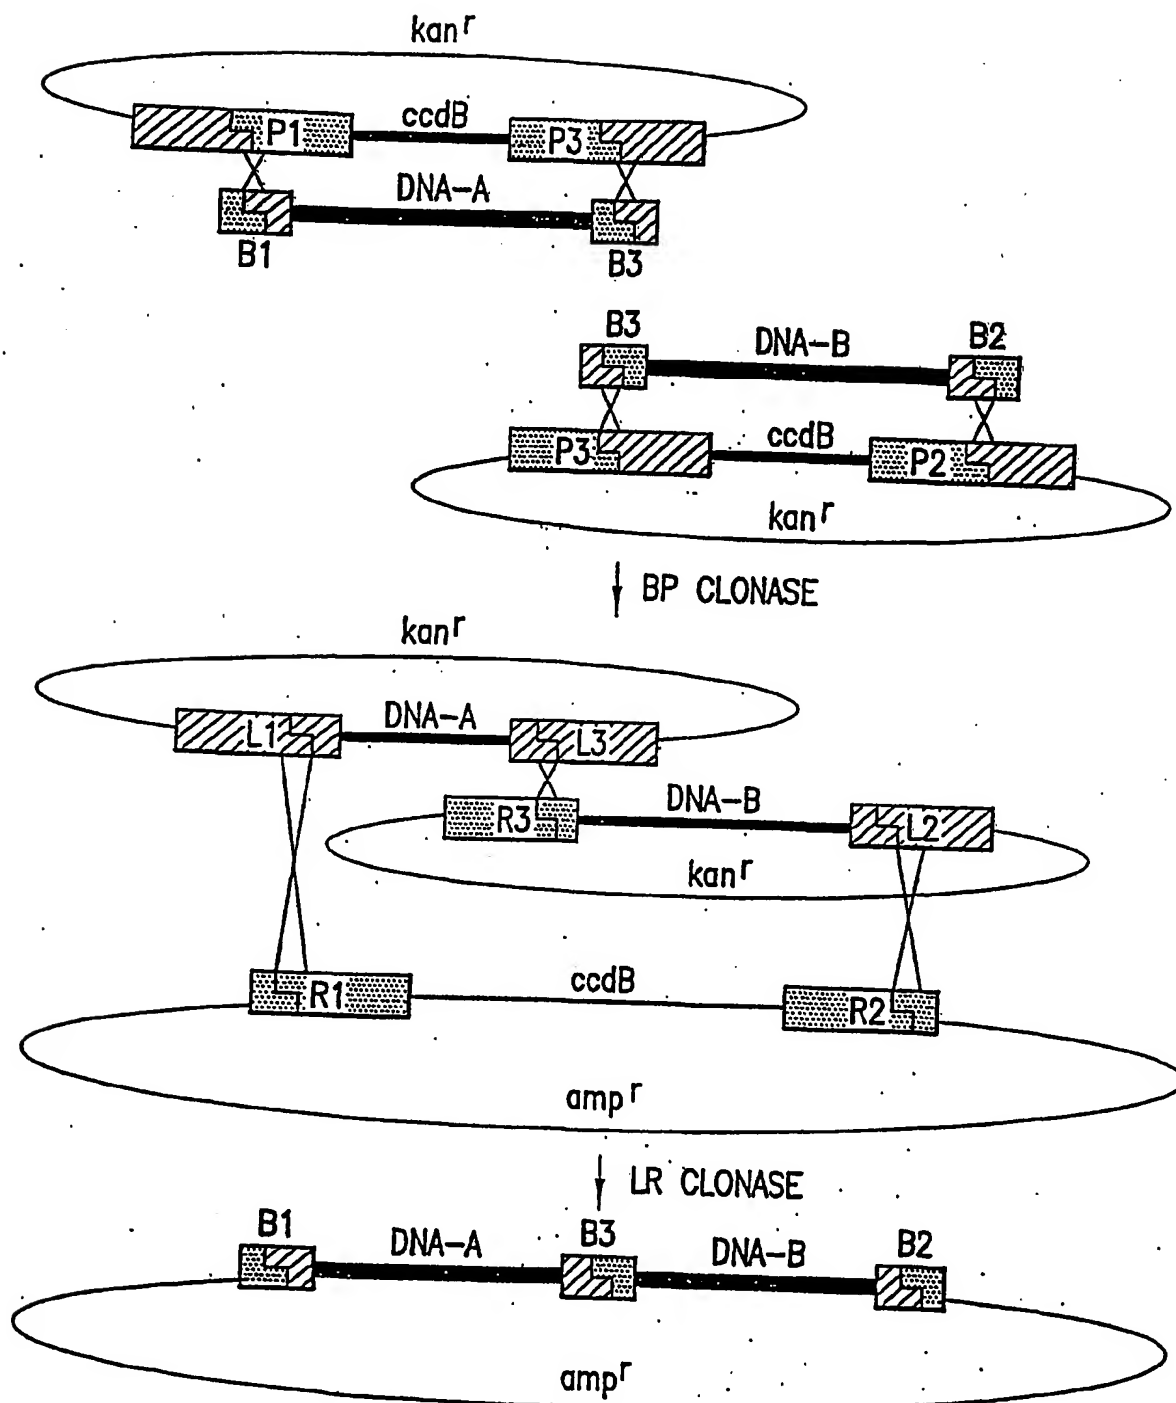 kanʳ
P1 ccdB P3
DNA-A
B1 B3
B3 DNA-B B2
P3 ccdB P2
kanʳ
BP CLONASE
kanʳ
L1 DNA-A L3
R3 DNA-B L2
kanʳ
R1 ccdB R2
ampʳ
LR CLONASE
B1 DNA-A B3 DNA-B B2
ampʳ